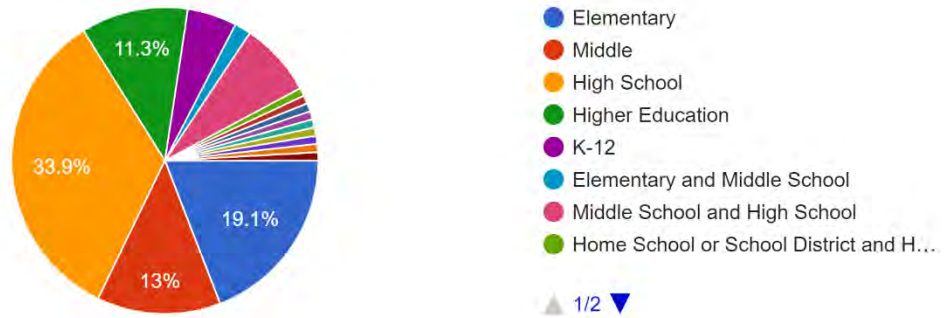 11.3%
33.9%
19.1%
13%
Elementary
Middle
High School
Higher Education
K-12
Elementary and Middle School
Middle School and High School
Home School or School District and H...
1/2